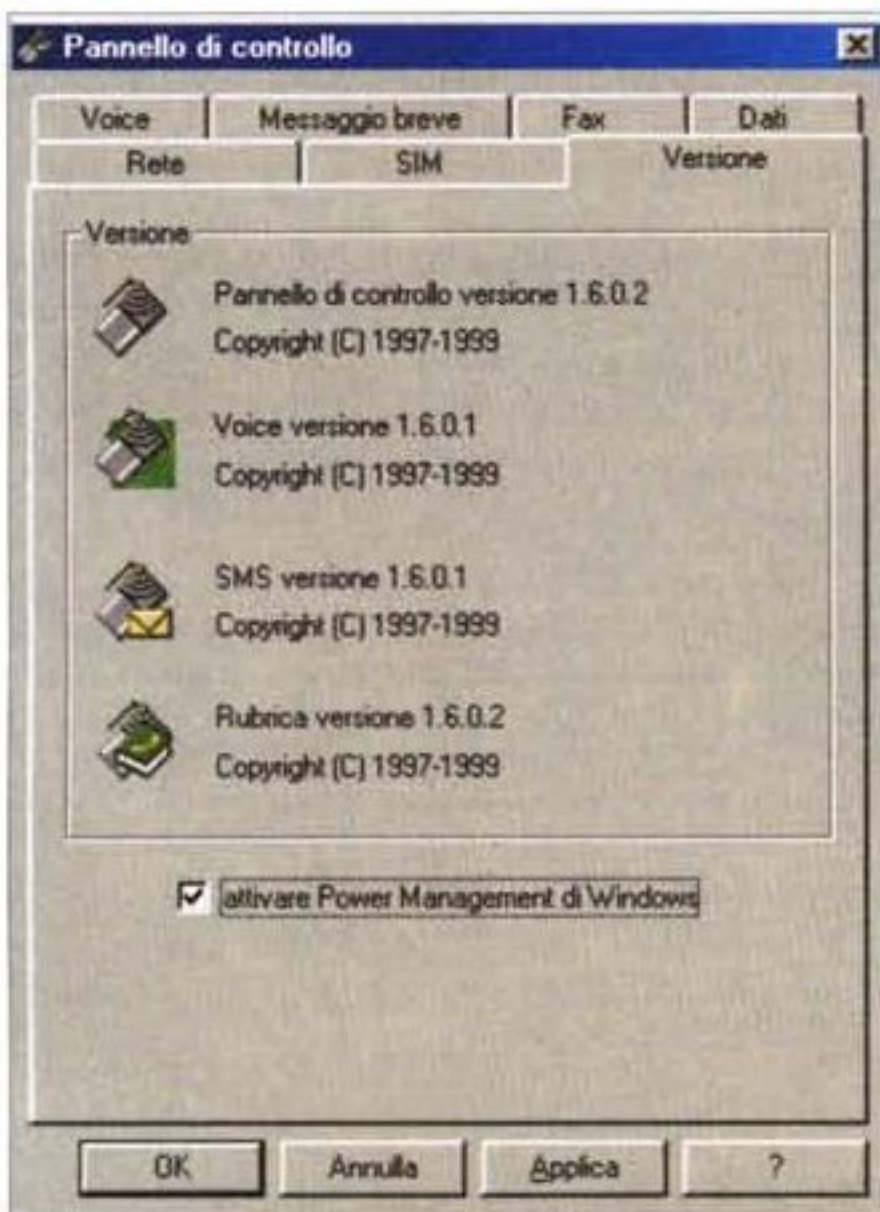 Pannello di controllo
Voice Messaggio breve Fax Dati
Rete SIM Versione
Versione
Pannello di controllo versione 1.6.0.2
Copyright (C) 1997-1999
Voice versione 1.6.0.1
Copyright (C) 1997-1999
SMS versione 1.6.0.1
Copyright (C) 1997-1999
Rubrica versione 1.6.0.2
Copyright (C) 1997-1999
attivare Power Management di Windows
OK Annulla Applica ?